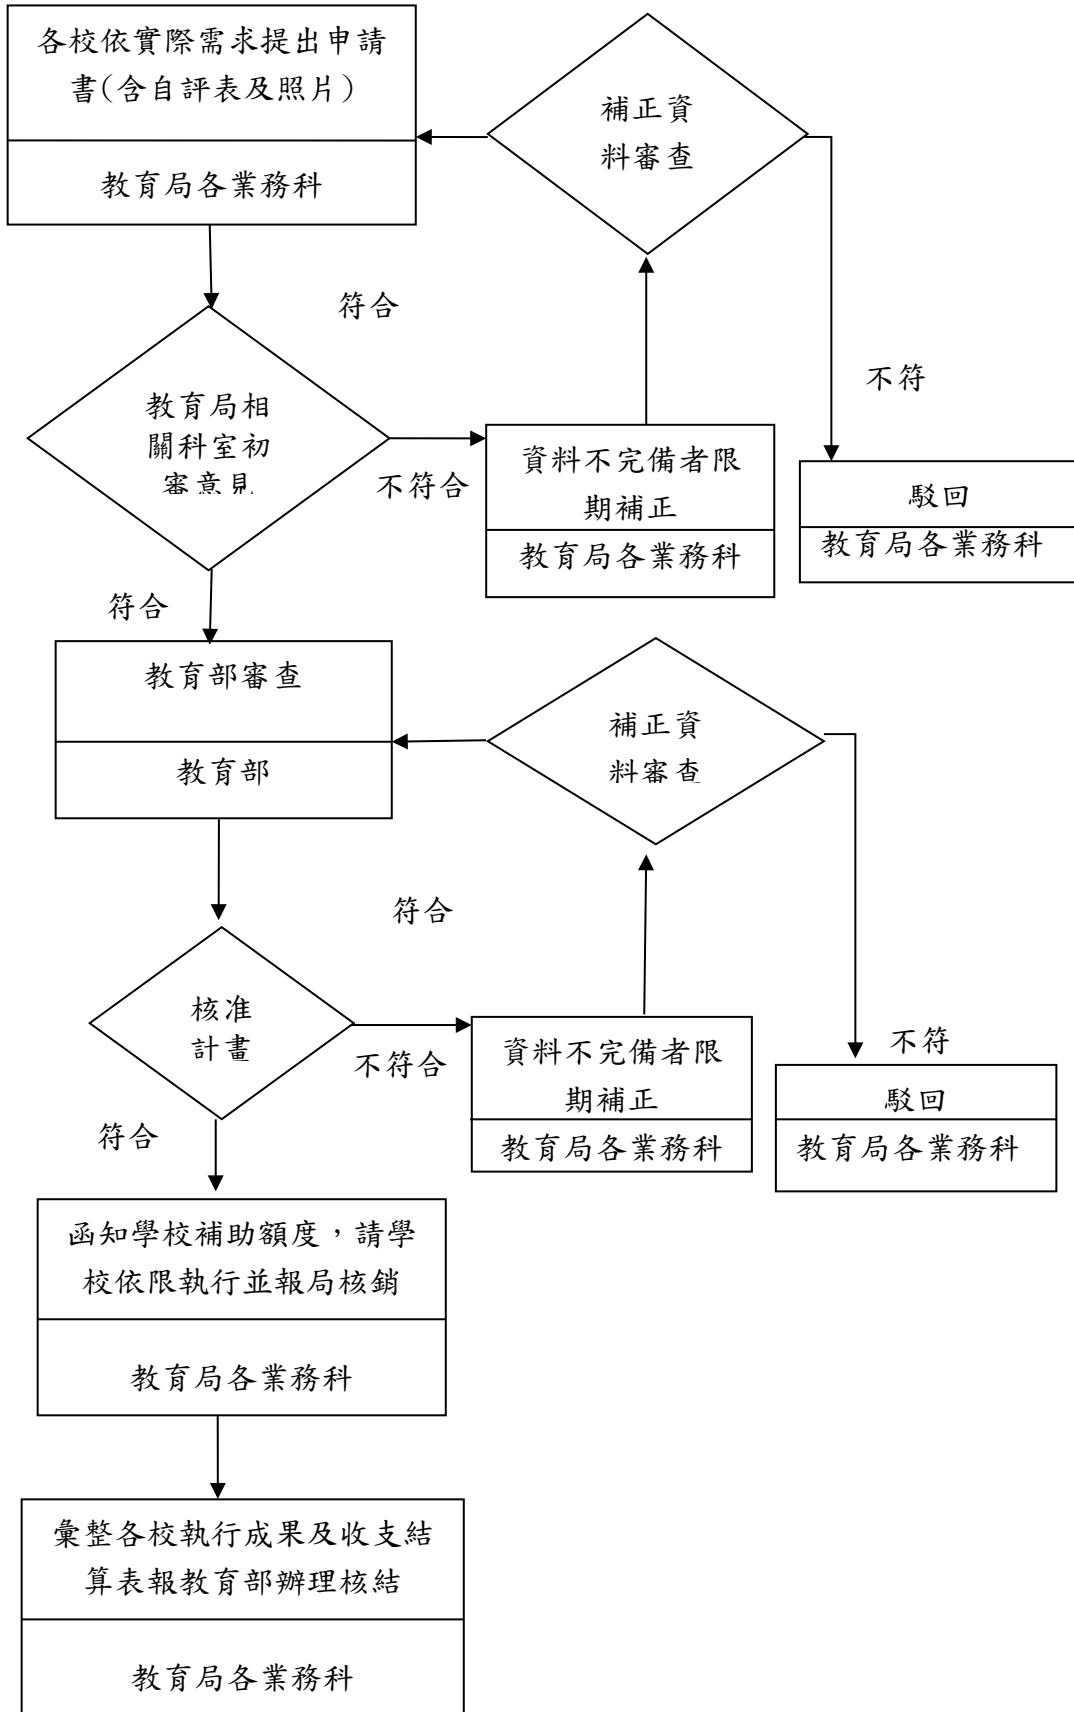 各校依實際需求提出申請
書(含自評表及照片)
教育局各業務科
補正資
料審查
符合
不符
教育局相
關科室初
審意見
不符合
資料不完備者限
期補正
教育局各業務科
駁回
教育局各業務科
符合
教育部審查
教育部
補正資
料審查
符合
核准
計畫
不符合
資料不完備者限
期補正
教育局各業務科
不符
駁回
教育局各業務科
符合
函知學校補助額度，請學
校依限執行並報局核銷
教育局各業務科
彙整各校執行成果及收支結
算表報教育部辦理核結
教育局各業務科